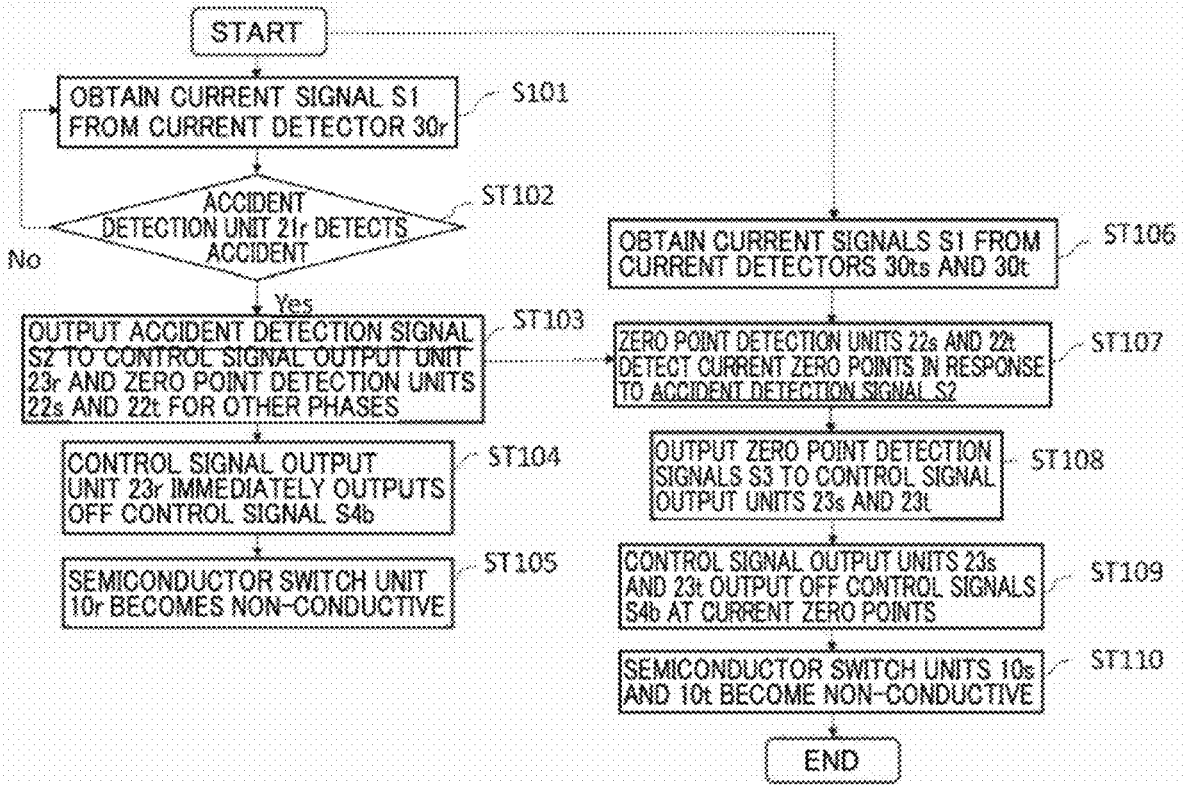 START
OBTAIN CURRENT SIGNAL S1
FROM CURRENT DETECTOR 30r
S101
ACCIDENT
DETECTION UNIT 21r DETECTS
ACCIDENT
ST102
No
Yes
OUTPUT ACCIDENT DETECTION SIGNAL
S2 TO CONTROL SIGNAL OUTPUT UNIT
23r AND ZERO POINT DETECTION UNITS
22s AND 22t FOR OTHER PHASES
ST103
CONTROL SIGNAL OUTPUT
UNIT 23r IMMEDIATELY OUTPUTS
OFF CONTROL SIGNAL S4b
ST104
SEMICONDUCTOR SWITCH UNIT
10r BECOMES NON-CONDUCTIVE
ST105
OBTAIN CURRENT SIGNALS S1 FROM
CURRENT DETECTORS 30ts AND 30t
ST106
ZERO POINT DETECTION UNITS 22s AND 22t
DETECT CURRENT ZERO POINTS IN RESPONSE
TO ACCIDENT DETECTION SIGNAL S2
ST107
OUTPUT ZERO POINT DETECTION
SIGNALS S3 TO CONTROL SIGNAL
OUTPUT UNITS 23s AND 23t
ST108
CONTROL SIGNAL OUTPUT UNITS 23s
AND 23t OUTPUT OFF CONTROL SIGNALS
S4b AT CURRENT ZERO POINTS
ST109
SEMICONDUCTOR SWITCH UNITS 10s
AND 10t BECOME NON-CONDUCTIVE
ST110
END